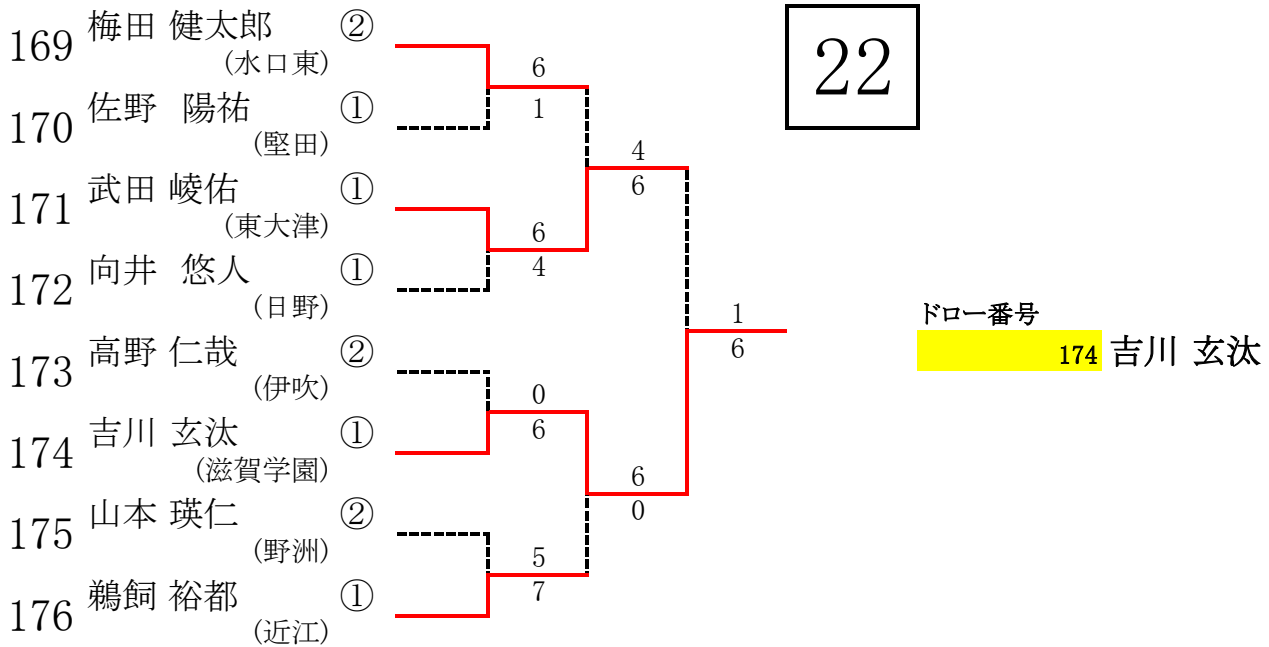 22
169 梅田 健太郎 ②
(水口東)
6
1
170 佐野 陽祐 ①
(堅田)
4
6
171 武田 崚佑 ①
(東大津)
6
4
172 向井 悠人 ①
(日野)
1
6
ドロー番号
174 吉川 玄汰
173 高野 仁哉 ②
(伊吹)
0
6
174 吉川 玄汰 ①
(滋賀学園)
6
0
175 山本 瑛仁 ②
(野洲)
5
7
176 鵜飼 裕都 ①
(近江)